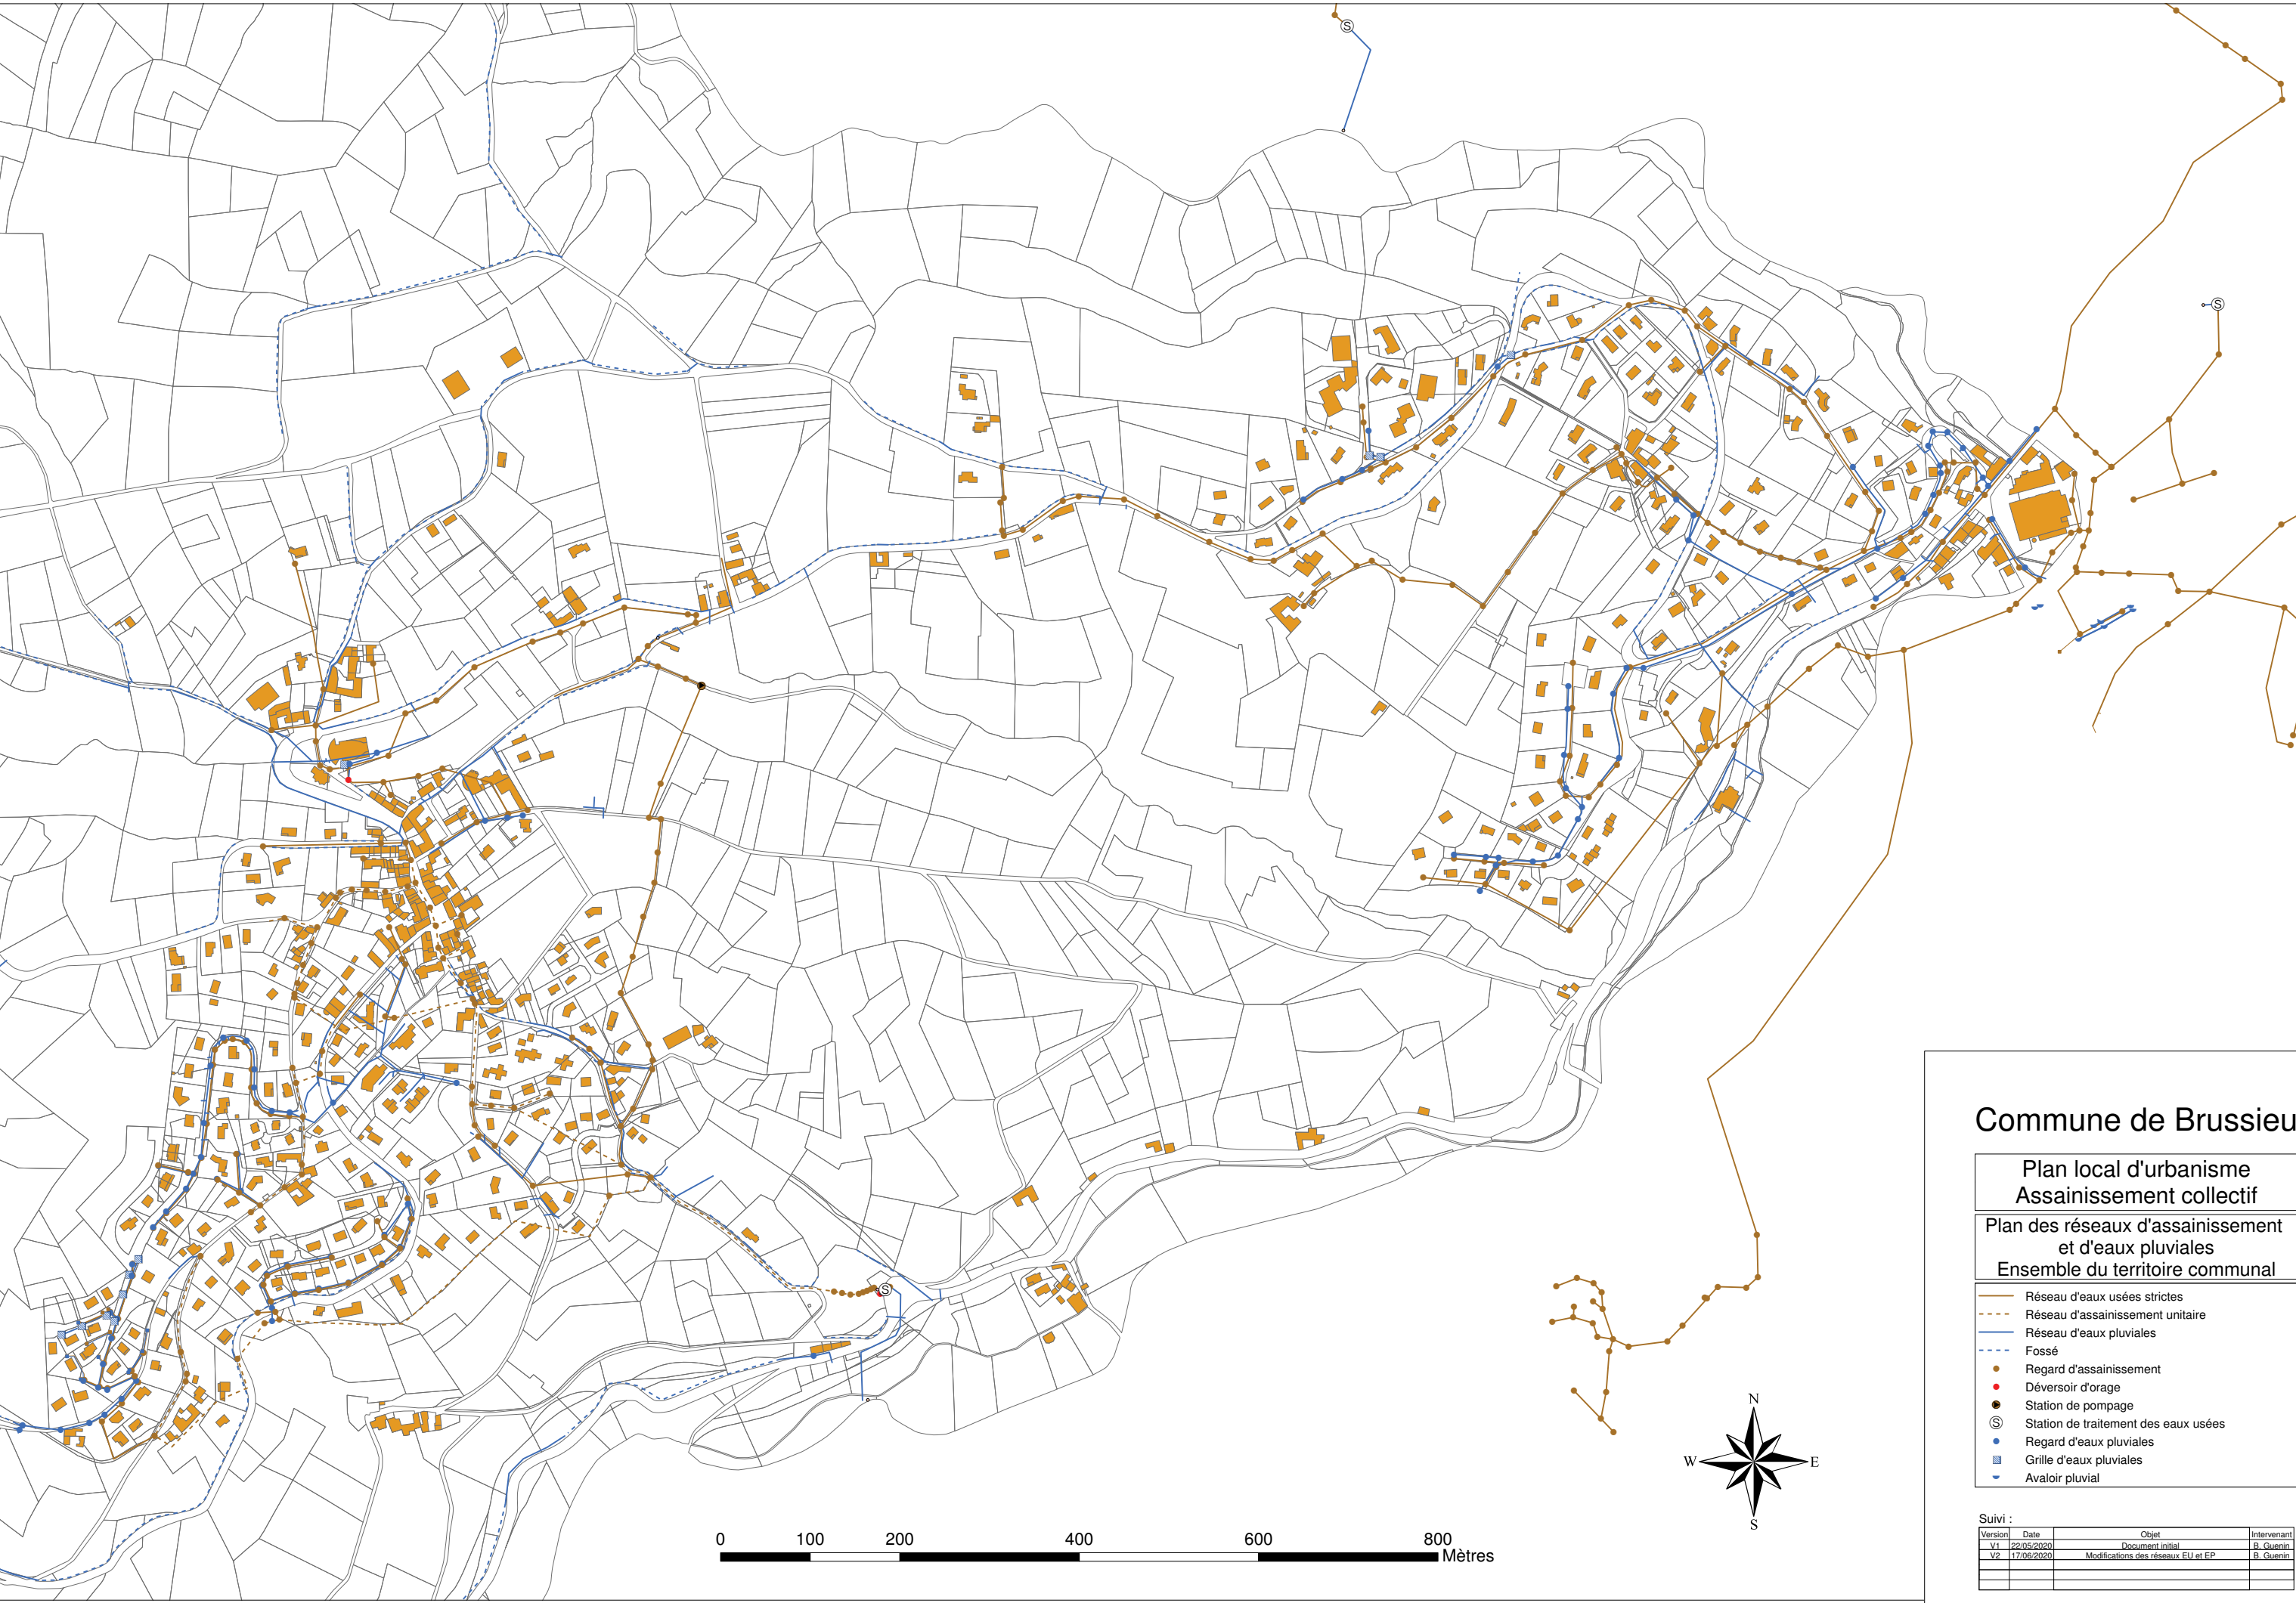 S
S
S
0 100 200 400 600 800
Mètres
N
W E
S
Commune de Brussieu
Plan local d'urbanisme
Assainissement collectif
Plan des réseaux d'assainissement
et d'eaux pluviales
Ensemble du territoire communal
Réseau d'eaux usées strictes
Réseau d'assainissement unitaire
Réseau d'eaux pluviales
Fossé
Regard d'assainissement
Déversoir d'orage
Station de pompage
S Station de traitement des eaux usées
Regard d'eaux pluviales
Grille d'eaux pluviales
Avaloir pluvial
Suivi :
Version Date Objet Intervenant
V1 22/05/2020 Document initial B. Guenin
V2 17/06/2020 Modifications des réseaux EU et EP B. Guenin